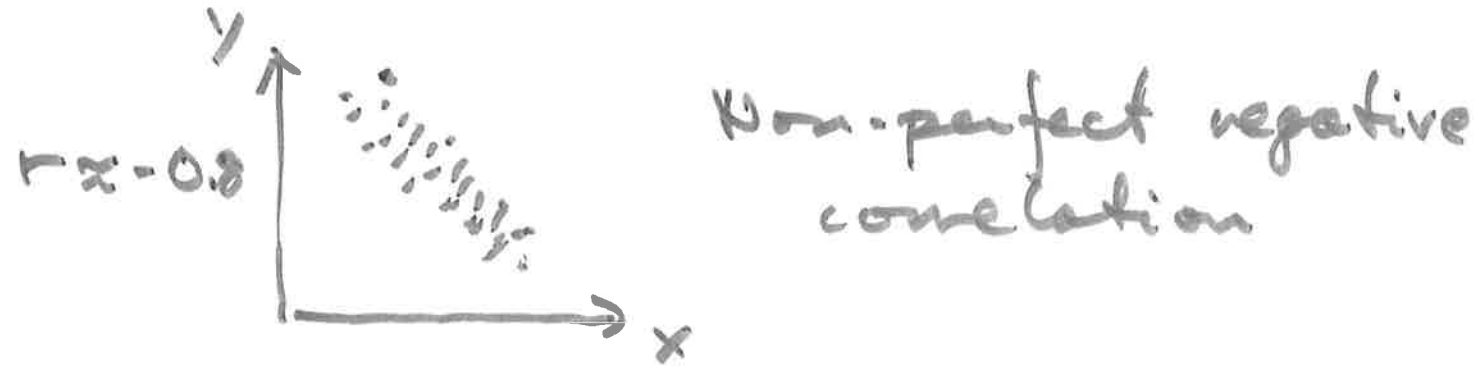 y
Non-perfect negative
r ≈ -0.8
correlation
x